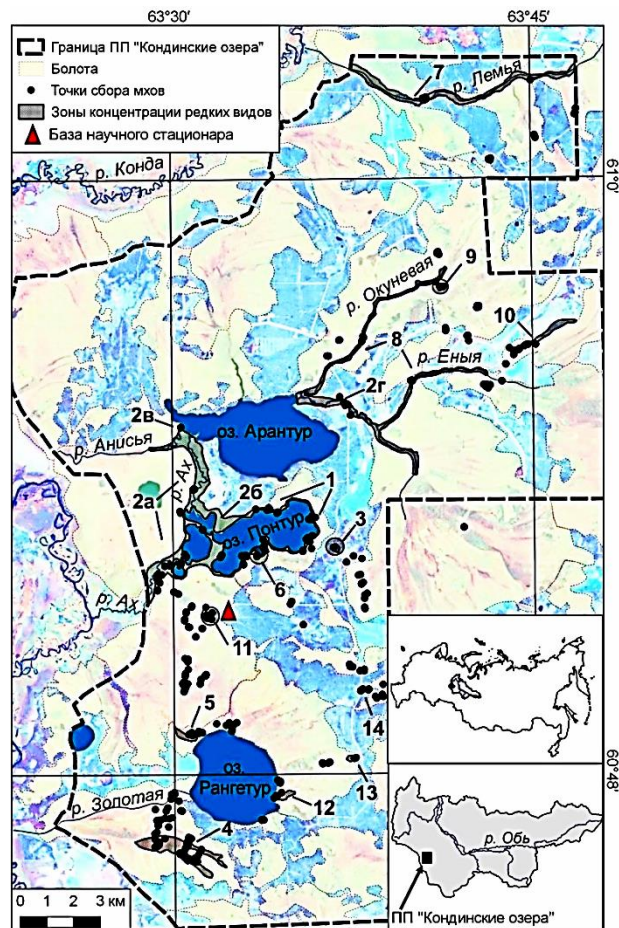 63°30'
63°45'
Граница ПП "Кондинские озера"
Болота
Точки сбора мхов
Зоны концентрации редких видов
База научного стационара
7
р. Лемья
р. Конда
61°0'
9
р. Окуневая
10
8
р. Еныя
2г
2в
оз. Арантур
р. Анисья
р. Ах
2а
2б
1
оз. Понтур
3
р. Ах
6
11
5
14
оз.
Рангетур
13
60°48'
р. Золотая
12
4
р. Обь
ПП "Кондинские озера"
0 1 2 3 км